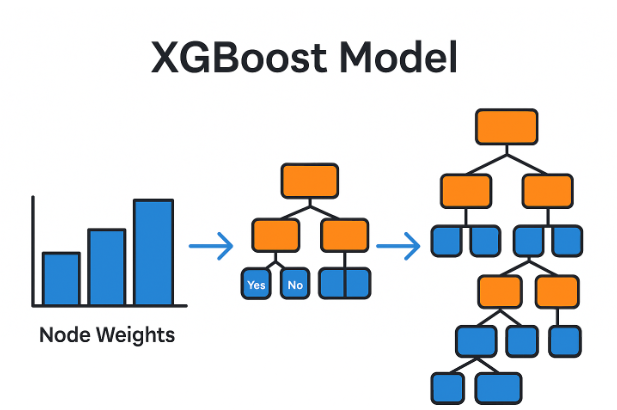 XGBoost Model
Yes
No
Node Weights